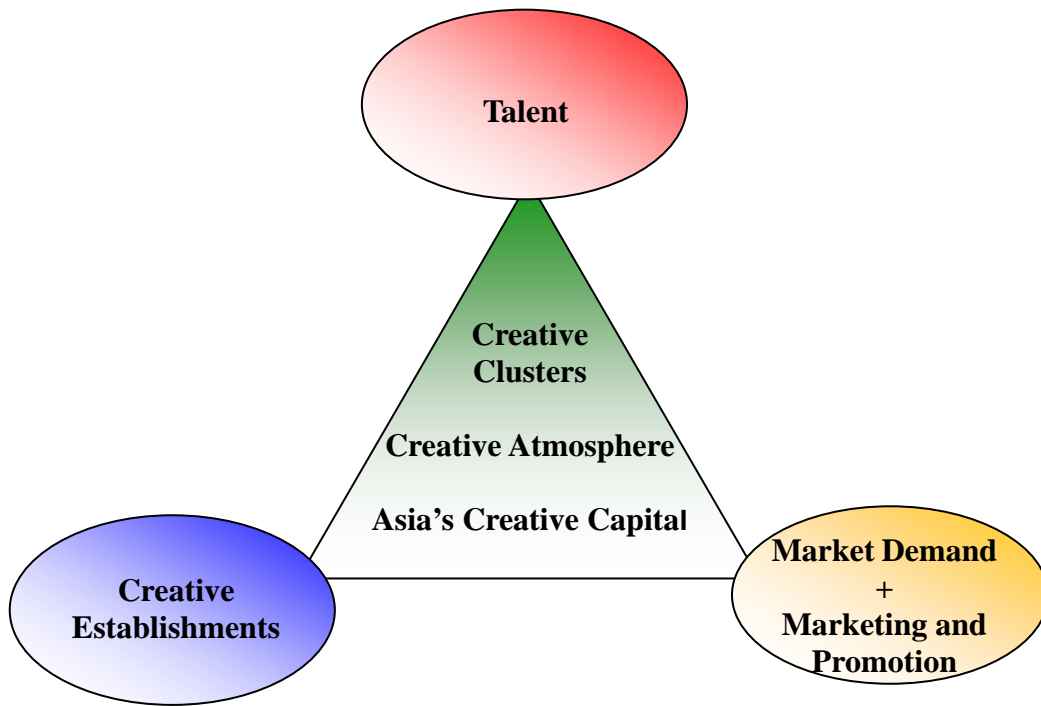 Talent
Creative
Clusters
Creative Atmosphere
Asia’s Creative Capital
Creative
Establishments
Market Demand
+
Marketing and
Promotion